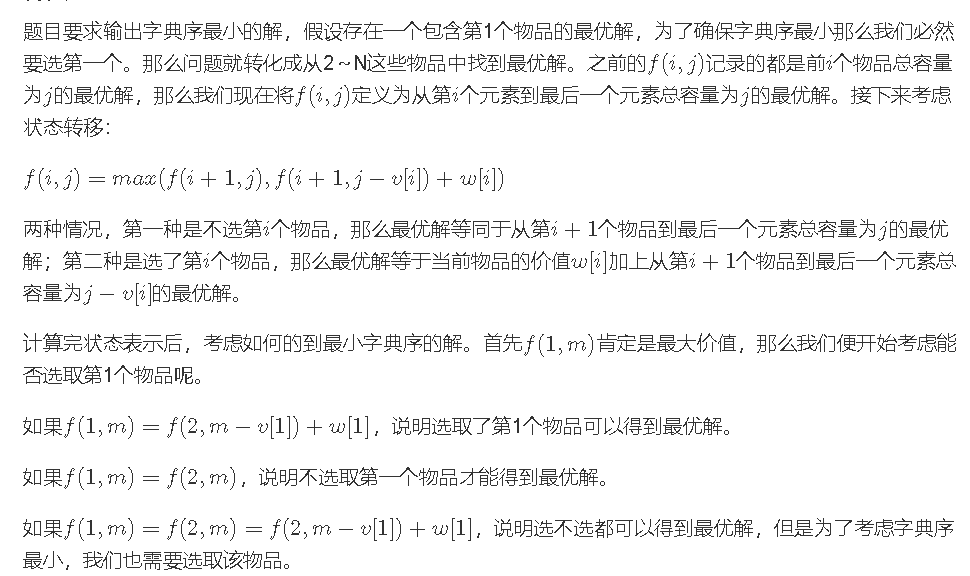 题目要求输出字典序最小的解，假设存在一个包含第1个物品的最优解，为了确保字典序最小那么我们必然
要选第一个。那么问题就转化成从2～N这些物品中找到最优解。之前的f(i,j)记录的都是前i个物品总容量
为j的最优解，那么我们现在将f(i,j)定义为从第i个元素到最后一个元素总容量为j的最优解。接下来考虑
状态转移：
f(i,j) = max(f(i+1,j), f(i+1,j−v[i])+w[i])
两种情况，第一种是不选第i个物品，那么最优解等同于从第i+1个物品到最后一个元素总容量为j的最优
解；第二种是选了第i个物品，那么最优解等于当前物品的价值w[i]加上从第i+1个物品到最后一个元素总
容量为j−v[i]的最优解。
计算完状态表示后，考虑如何的到最小字典序的解。首先f(1,m)肯定是最大价值，那么我们便开始考虑能
否选取第1个物品呢。
如果f(1,m) = f(2,m−v[1])+w[1]，说明选取了第1个物品可以得到最优解。
如果f(1,m) = f(2,m)，说明不选取第一个物品才能得到最优解。
如果f(1,m) = f(2,m) = f(2,m−v[1])+w[1]，说明选不选都可以得到最优解，但是为了考虑字典序
最小，我们也需要选取该物品。